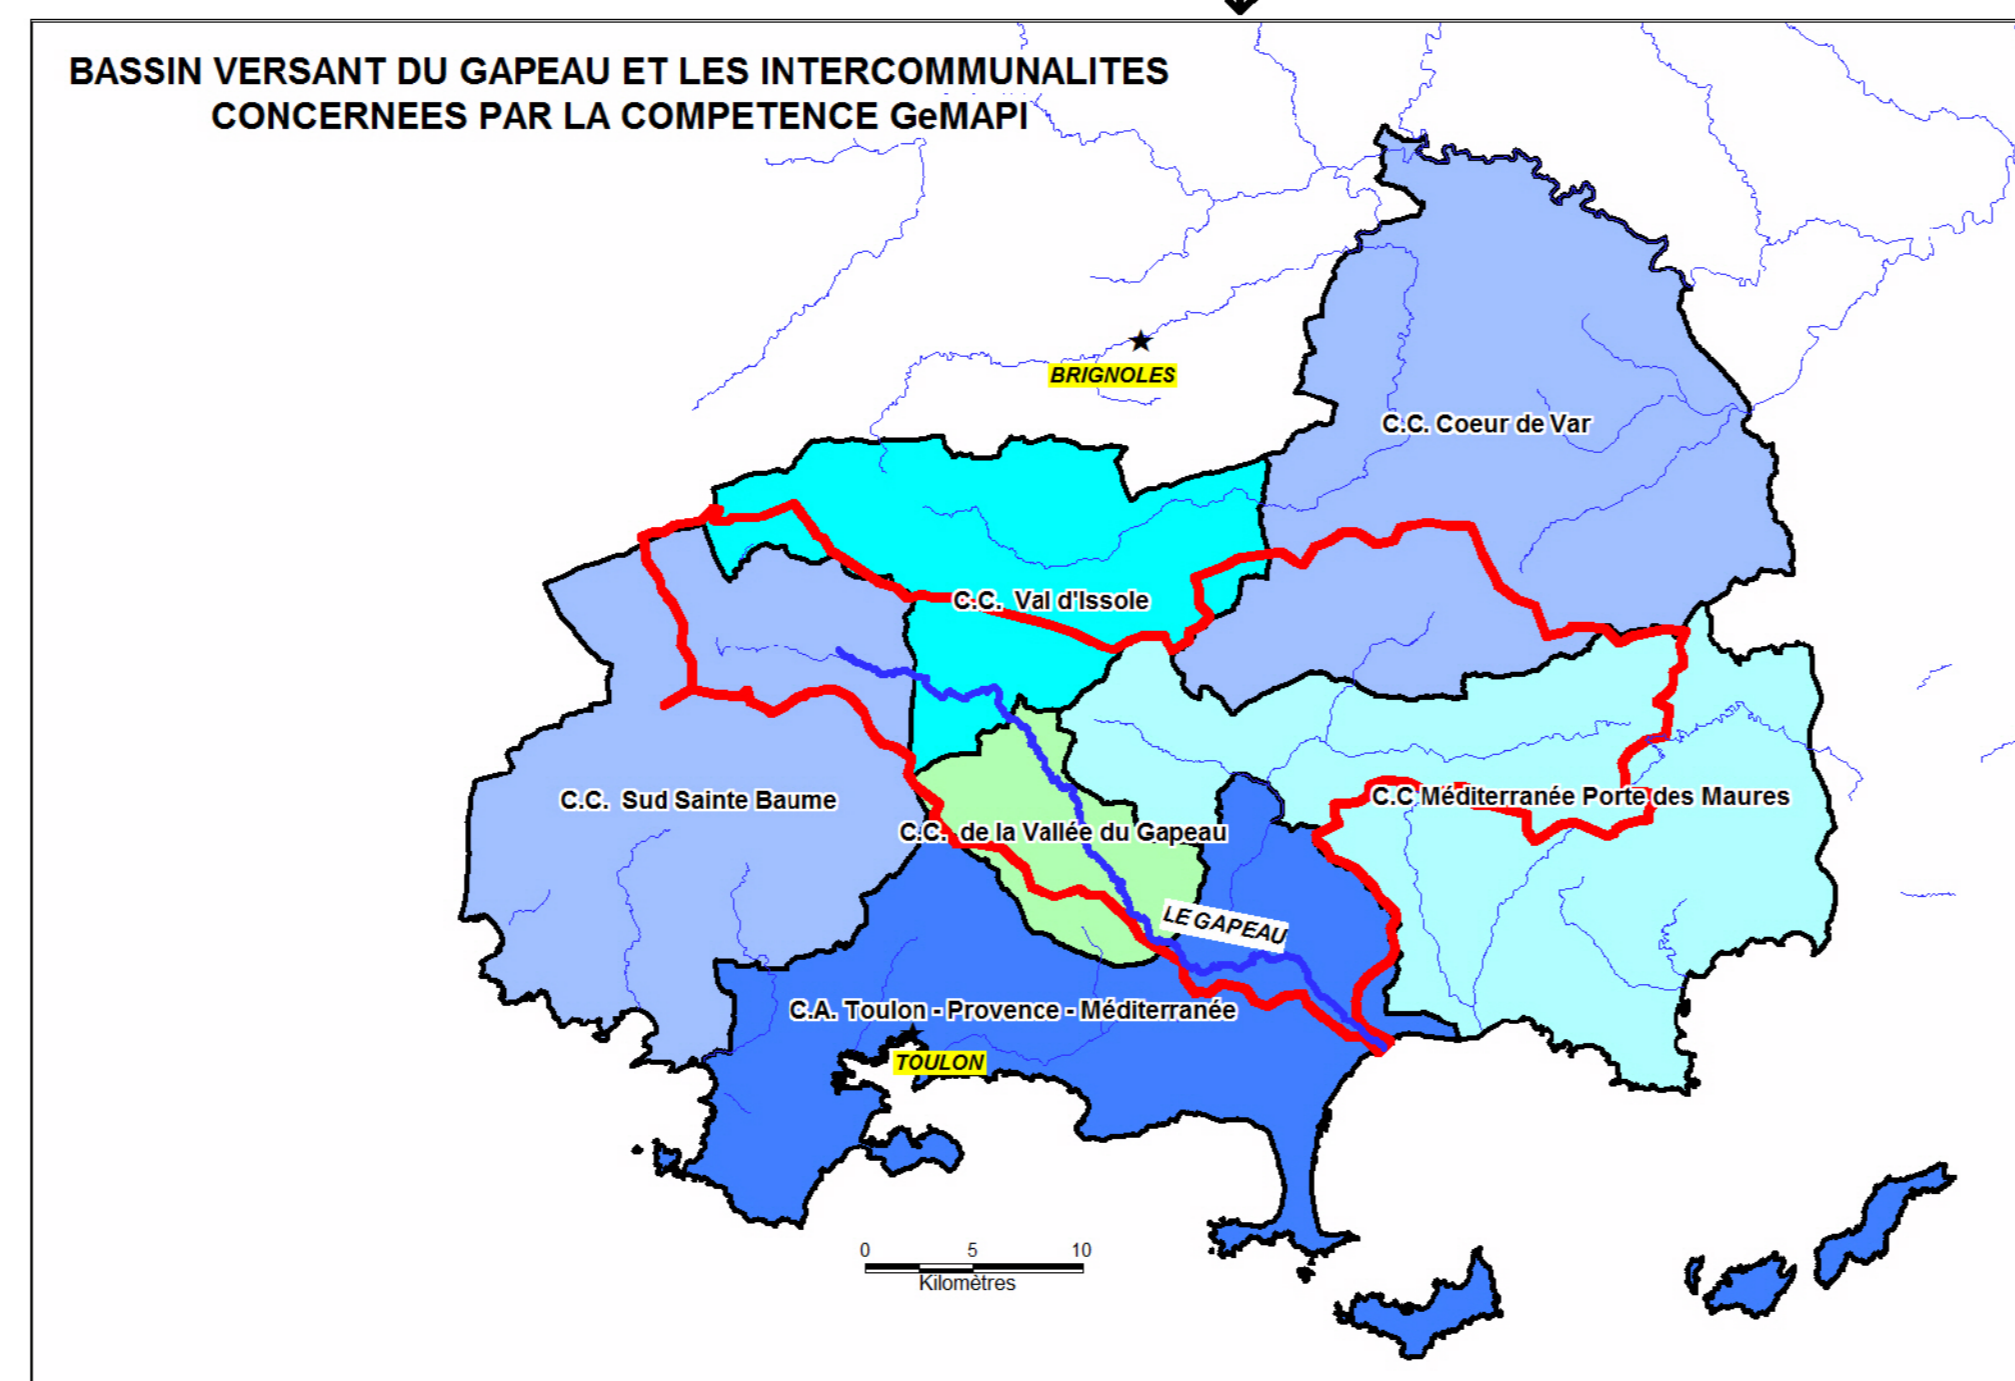 BASSIN VERSANT DU GAPEAU ET LES INTERCOMMUNALITES
CONCERNEES PAR LA COMPETENCE GeMAPI
BRIGNOLES
C.C. Coeur de Var
C.C. Val d'Issole
C.C. Sud Sainte Baume
C.C Méditerranée Porte des Maures
C.C. de la Vallée du Gapeau
LE GAPEAU
C.A. Toulon - Provence - Méditerranée
TOULON
0 5 10
Kilomètres